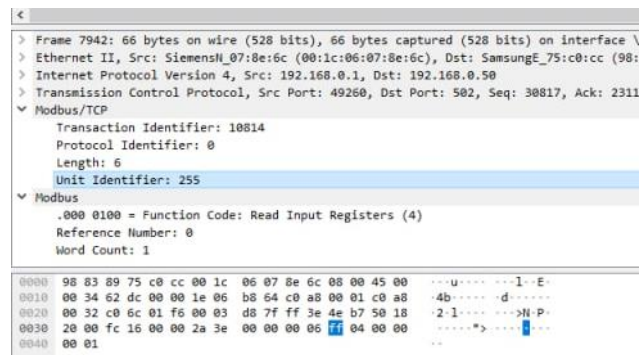 Frame 7942: 66 bytes on wire (528 bits), 66 bytes captured (528 bits) on interface \
Ethernet II, Src: SiemensN_07:8e:6c (00:1c:06:07:8e:6c), Dst: SamsungE_75:c0:cc (98:
Internet Protocol Version 4, Src: 192.168.0.1, Dst: 192.168.0.50
Transmission Control Protocol, Src Port: 49260, Dst Port: 502, Seq: 30817, Ack: 2311
Modbus/TCP
Transaction Identifier: 10814
Protocol Identifier: 0
Length: 6
Unit Identifier: 255
Modbus
.000 0100 = Function Code: Read Input Registers (4)
Reference Number: 0
Word Count: 1
0000 98 83 89 75 c0 cc 00 1c 06 07 8e 6c 08 00 45 00 ···u···· ···l··E·
0010 00 34 62 dc 00 00 1e 06 b8 64 c0 a8 00 01 c0 a8 ·4b····· ·d······
0020 00 32 c0 6c 01 f6 00 03 d8 7f ff 3e 4e b7 50 18 ·2·l···· ···>N·P·
0030 20 00 fc 16 00 00 2a 3e 00 00 00 06 ff 04 00 00 ·····*> ········
0040 00 01 ··